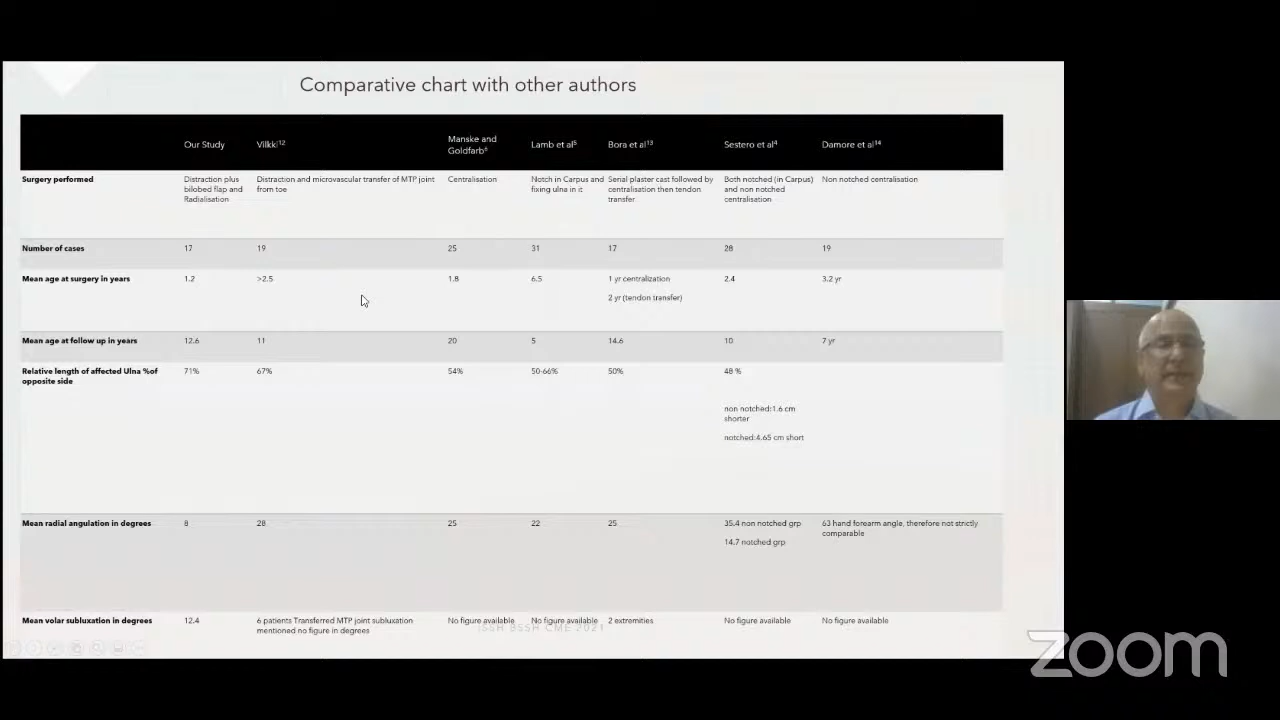 Comparative chart with other authors
Our Study
Vilkki12
Manske and
Goldfarb6
Lamb et al5
Bora et al13
Sestero et al4
Damore et al14
Surgery performed
Distraction plus
bilobed flap and
Radialisation
Distraction and microvascular transfer of MTP joint
from toe
Centralisation
Notch in Carpus and
fixing ulna in it
Serial plaster cast followed by
centralisation then tendon
transfer
Both notched (in Carpus)
and non notched
centralisation
Non notched centralisation
Number of cases
17
19
25
31
17
28
19
Mean age at surgery in years
1.2
>2.5
1.8
6.5
1 yr centralization
2 yr (tendon transfer)
2.4
3.2 yr
Mean age at follow up in years
12.6
11
20
5
14.6
10
7 yr
Relative length of affected Ulna %of
opposite side
71%
67%
54%
50-66%
50%
48 %
non notched:1.6 cm
shorter
notched:4.65 cm short
Mean radial angulation in degrees
8
28
25
22
25
35.4 non notched grp
14.7 notched grp
63 hand forearm angle, therefore not strictly
comparable
Mean volar subluxation in degrees
12.4
6 patients Transferred MTP joint subluxation
mentioned no figure in degrees
No figure available
No figure available
2 extremities
No figure available
No figure available
ISSH BSSH CME 2021
zoom